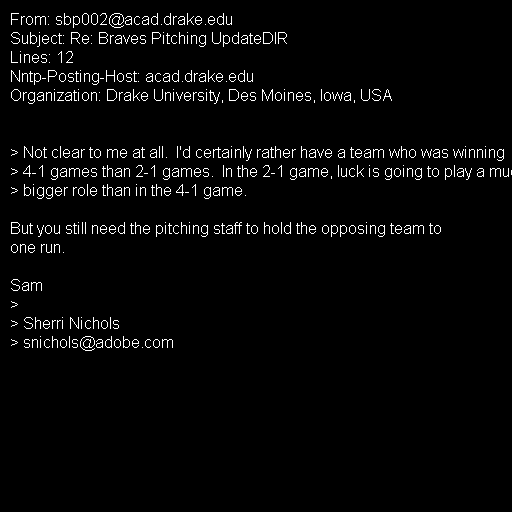 From: sbp002@acad.drake.edu
Subject: Re: Braves Pitching UpdateDIR
Lines: 12
Nntp-Posting-Host: acad.drake.edu
Organization: Drake University, Des Moines, Iowa, USA
> Not clear to me at all.  I'd certainly rather have a team who was winning
> 4-1 games than 2-1 games.  In the 2-1 game, luck is going to play a
> bigger role than in the 4-1 game.
But you still need the pitching staff to hold the opposing team to
one run.
Sam
>
> Sherri Nichols
> snichols@adobe.com